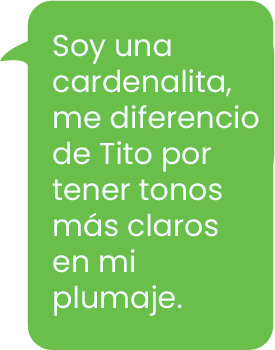 Soy una
cardenalita,
me diferencio
de Tito por
tener tonos
más claros
en mi
plumaje.